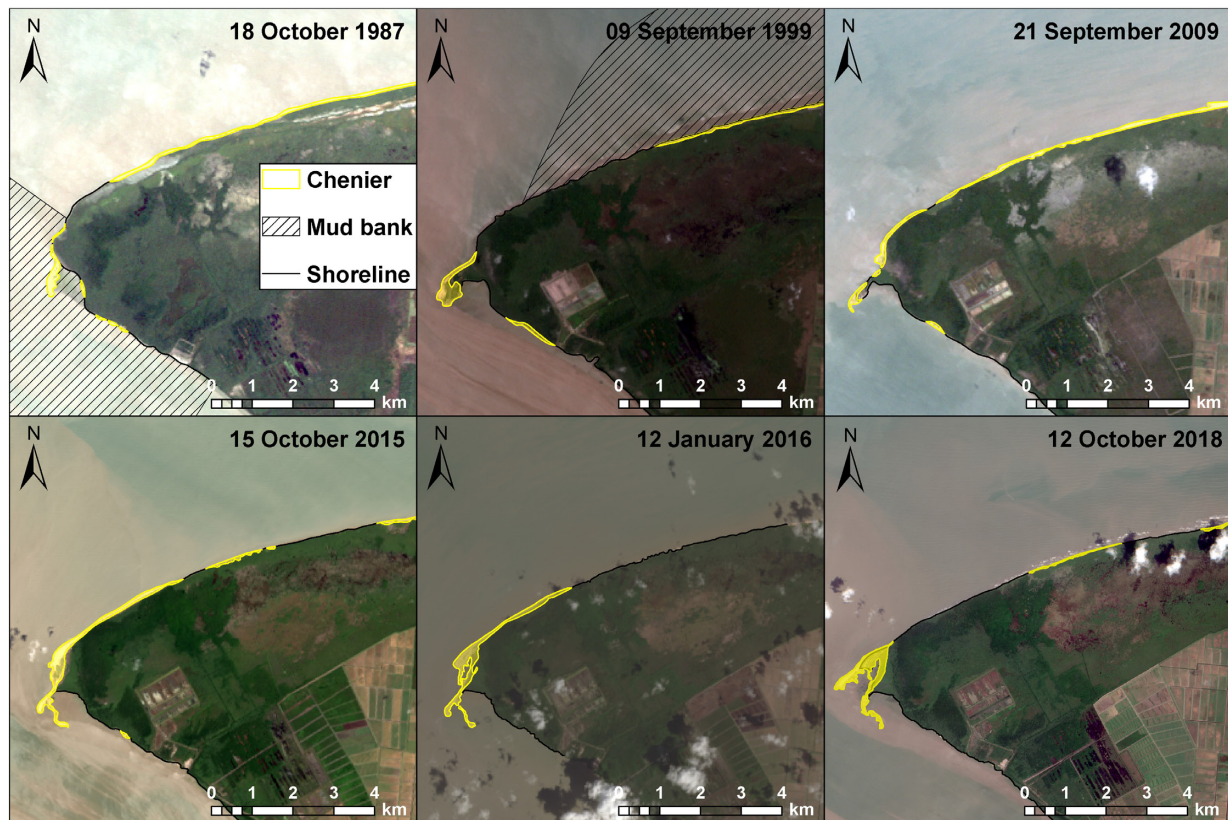 N
18 October 1987
Chenier
Mud bank
Shoreline
0 1 2 3 4
km
N
09 September 1999
0 1 2 3 4
km
N
21 September 2009
0 1 2 3 4
km
N
15 October 2015
0 1 2 3 4
km
N
12 January 2016
0 1 2 3 4
km
N
12 October 2018
0 1 2 3 4
km